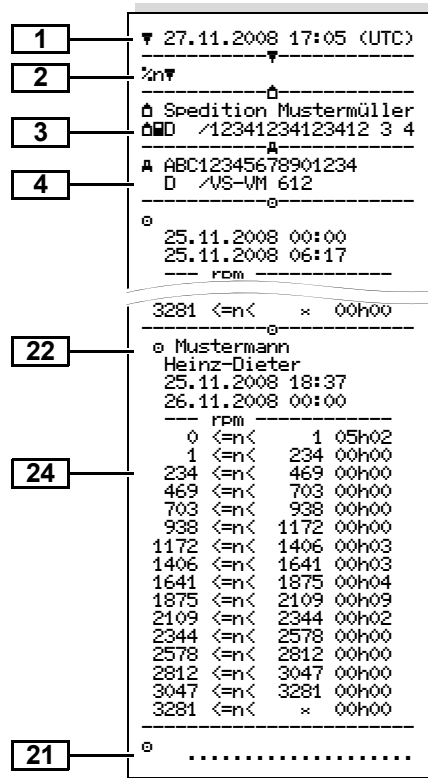 1 ▼ 27.11.2008 17:05 (UTC)
2 %n▼
Spedition Mustermüller
3 D /12341234123412 3 4
ABC12345678901234
4 D /VS-VM 612
25.11.2008 00:00
25.11.2008 06:17
--- rpm ---
3281 <=n< × 00h00
22 Mustermann
Heinz-Dieter
25.11.2008 18:37
26.11.2008 00:00
--- rpm ---
0 <=n< 1 05h02
1 <=n< 234 00h00
24 234 <=n< 469 00h00
469 <=n< 703 00h00
703 <=n< 938 00h00
938 <=n< 1172 00h00
1172 <=n< 1406 00h03
1406 <=n< 1641 00h03
1641 <=n< 1875 00h04
1875 <=n< 2109 00h09
2109 <=n< 2344 00h02
2344 <=n< 2578 00h00
2578 <=n< 2812 00h00
2812 <=n< 3047 00h00
3047 <=n< 3281 00h00
3281 <=n< × 00h00
21 ....................